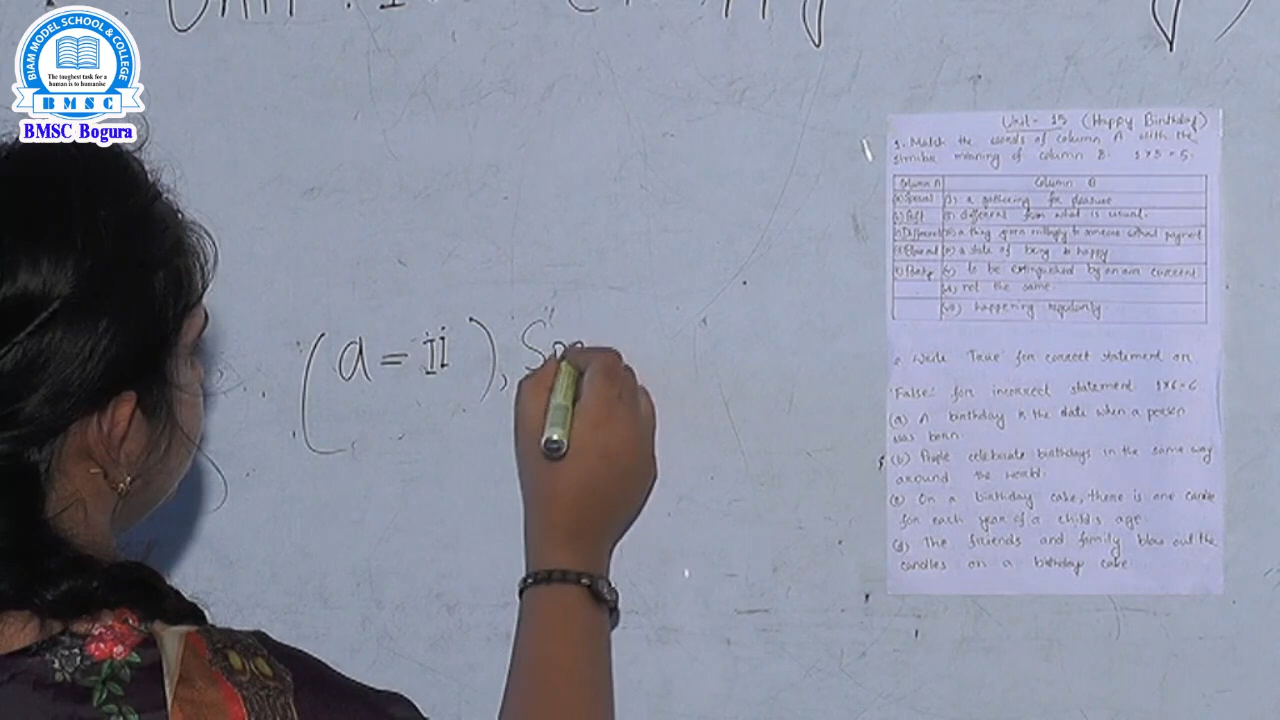 BIAM MODEL SCHOOL & COLLEGE
The toughest task for a
human is to humanise
B M S C
BMSC Bogura
(a = ii), Spe
Unit- 15 (Happy Birthday)
1. Match the words of column A with the
similar meaning of column B. 1×5=5.
Column A Column B
(a) Special (i) a gathering for pleasure
(b) Gift (ii) different from what is usual.
(c) Different (iii) a thing given willingly to someone without payment
(iv) a state of being happy
(e) Party (v) to be extinguished by an air current
(vi) not the same.
(vii) happening regularly
2. Write 'True' for correct statement or
'False' for incorrect statement 1×6=6
(a) A birthday is the date when a person
was born.
(b) People celebrate birthdays in the same way
around the world.
(c) On a birthday cake, there is one candle
for each year of a child's age.
(d) The friends and family blow out the
candles on a birthday cake.